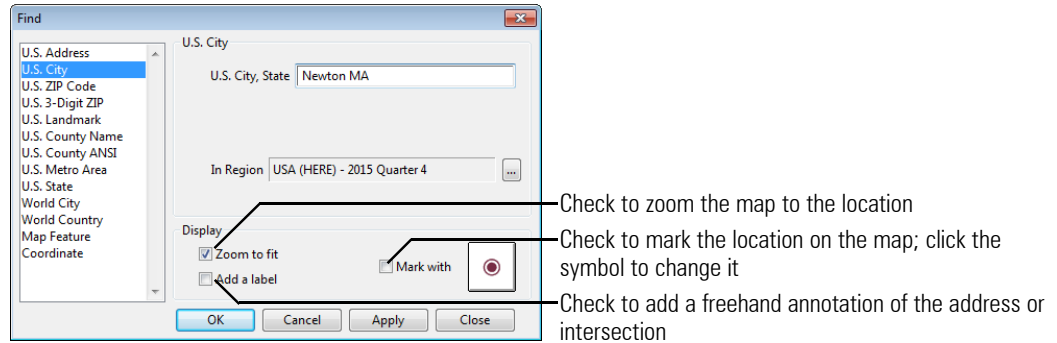 Find
U.S. Address
U.S. City
U.S. ZIP Code
U.S. 3-Digit ZIP
U.S. Landmark
U.S. County Name
U.S. County ANSI
U.S. Metro Area
U.S. State
World City
World Country
Map Feature
Coordinate
U.S. City
U.S. City, State Newton MA
In Region USA (HERE) - 2015 Quarter 4 ...
Display
Zoom to fit
Add a label
Mark with
OK Cancel Apply Close
Check to zoom the map to the location
Check to mark the location on the map; click the
symbol to change it
Check to add a freehand annotation of the address or
intersection